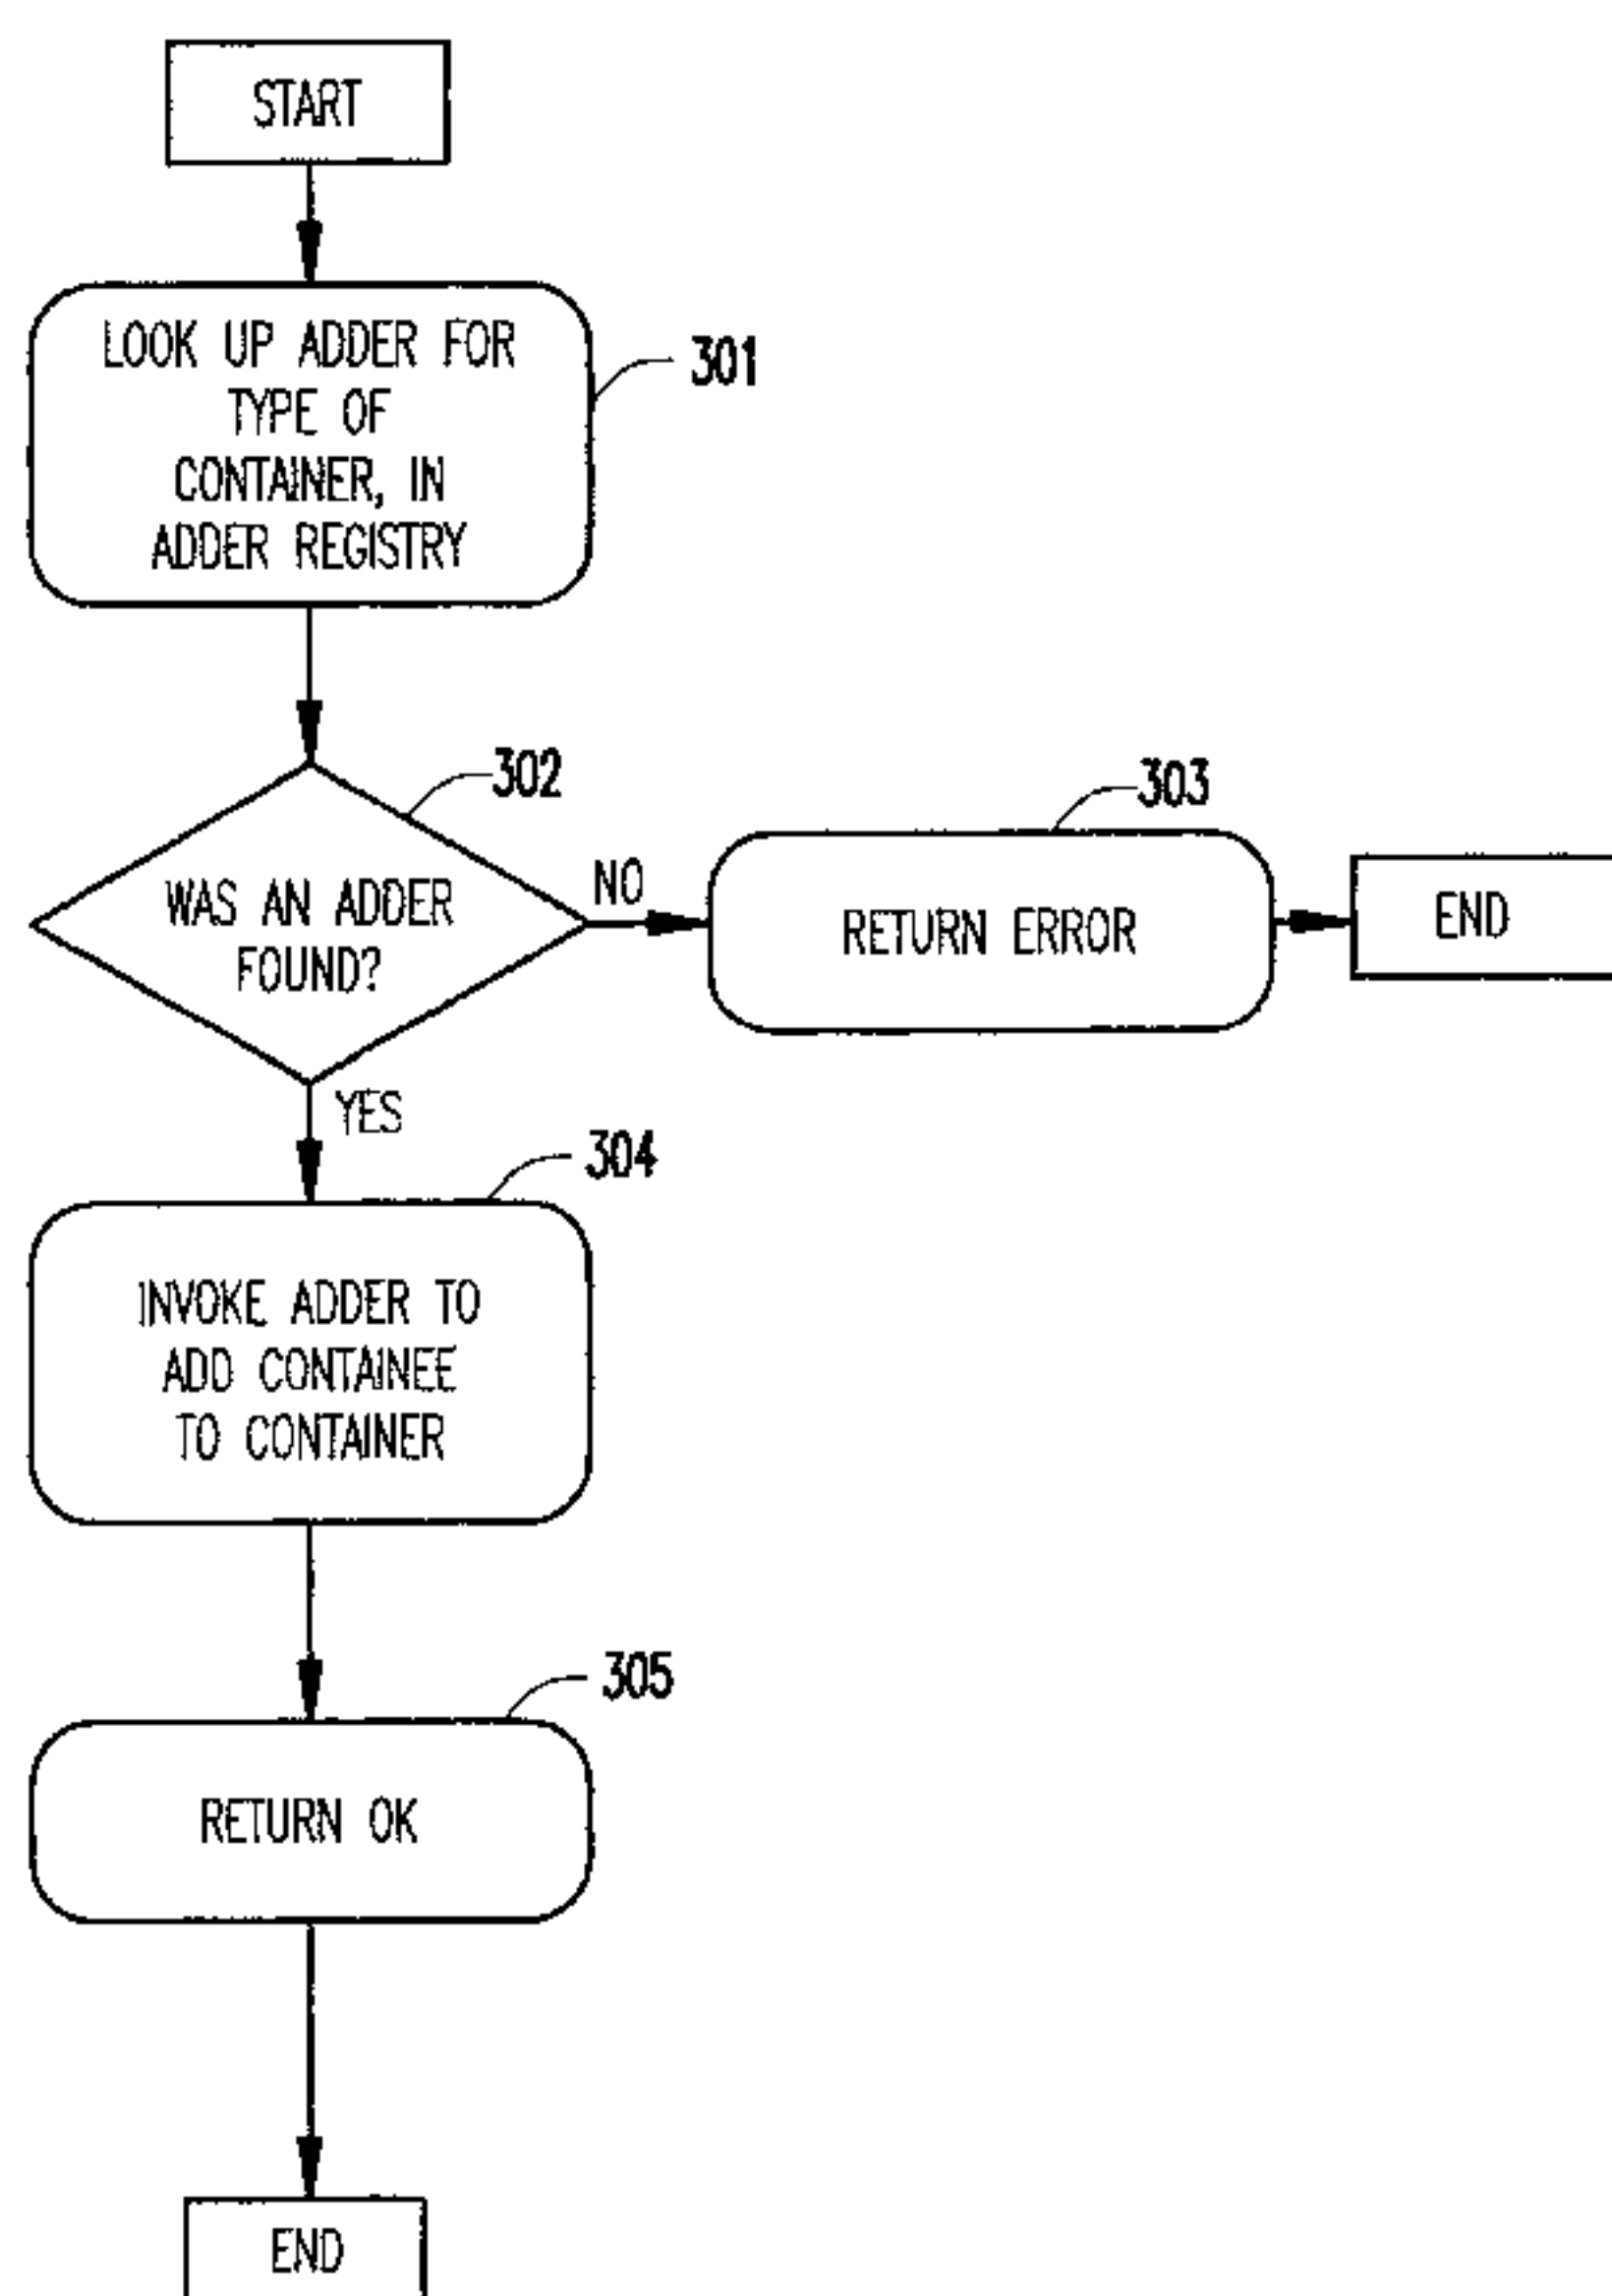 START
LOOK UP ADDER FOR
TYPE OF
CONTAINER, IN
ADDER REGISTRY
301
302
WAS AN ADDER
FOUND?
NO
303
RETURN ERROR
END
YES
304
INVOKE ADDER TO
ADD CONTAINEE
TO CONTAINER
305
RETURN OK
END